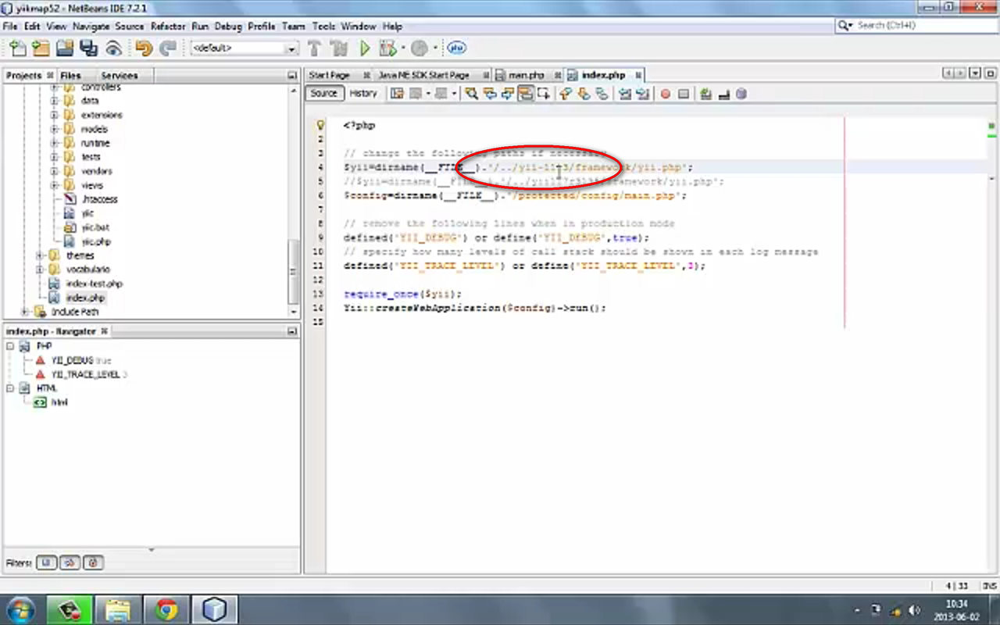 yiikmap52 - NetBeans IDE 7.2.1
File Edit View Navigate Source Refactor Run Debug Profile Team Tools Window Help
Search (Ctrl+I)
<default>
php
Projects Files Services
Start Page Java ME SDK Start Page main.php index.php
Source History
controllers
data
extensions
models
runtime
tests
vendors
views
.htaccess
yiic
yiic.bat
yiic.php
themes
vocabulario
index-test.php
index.php
Include Path
1 <?php
2
3 // change the following paths if necessary
4 $yii=dirname(__FILE__).'/../yii-1113/framework/yii.php';
5 //$yii=dirname(__FILE__).
framework/yii.php';
6 $config=dirname(__FILE__).'/protected/config/main.php';
7
8 // remove the following lines when in production mode
9 defined('YII_DEBUG') or define('YII_DEBUG',true);
10 // specify how many levels of call stack should be shown in each log message
11 defined('YII_TRACE_LEVEL') or define('YII_TRACE_LEVEL',3);
12
13 require_once($yii);
14 Yii::createWebApplication($config)->run();
15
index.php - Navigator
PHP
YII_DEBUG true
YII_TRACE_LEVEL 3
HTML
html
Filters:
4 | 33 INS
10:34
2013-06-02